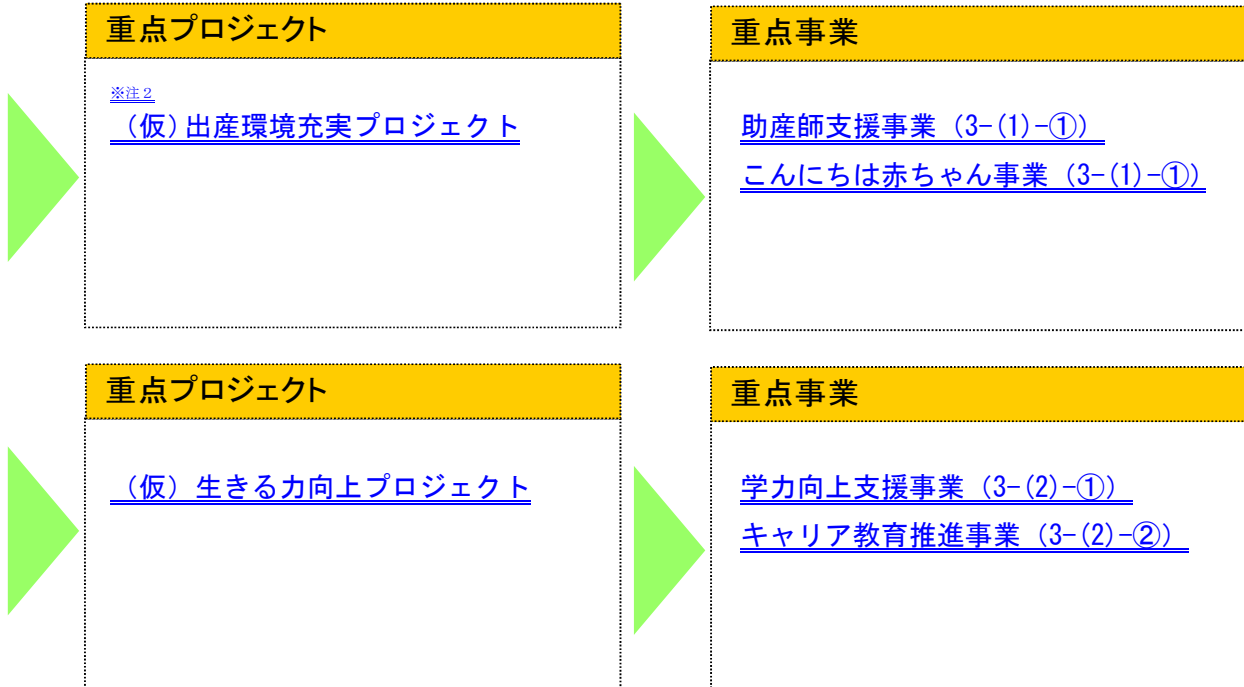 重点プロジェクト
※注２
（仮）出産環境充実プロジェクト
重点事業
助産師支援事業（3-(1)-①）
こんにちは赤ちゃん事業（3-(1)-①）
重点プロジェクト
（仮）生きる力向上プロジェクト
重点事業
学力向上支援事業（3-(2)-①）
キャリア教育推進事業（3-(2)-②）